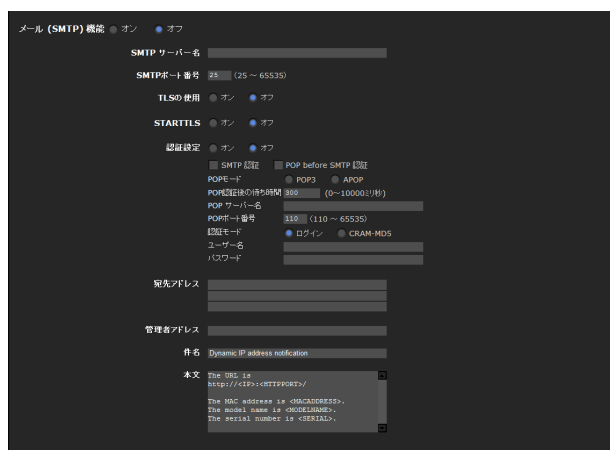 メール (SMTP) 機能 オン オフ
SMTP サーバー名
SMTPポート番号 25 (25 ~ 65535)
TLSの使用 オン オフ
STARTTLS オン オフ
認証設定 オン オフ
SMTP 認証 POP before SMTP 認証
POPモード POP3 APOP
POP認証後の待ち時間 300 (0~10000ミリ秒)
POP サーバー名
POPポート番号 110 (110 ~ 65535)
認証モード ログイン CRAM-MD5
ユーザー名
パスワード
宛先アドレス
管理者アドレス
件名 Dynamic IP address notification
本文 The URL is
http://<IP>:<HTTPPORT>/
The MAC address is <MACADDRESS>.
The model name is <MODELNAME>.
The serial number is <SERIAL>.